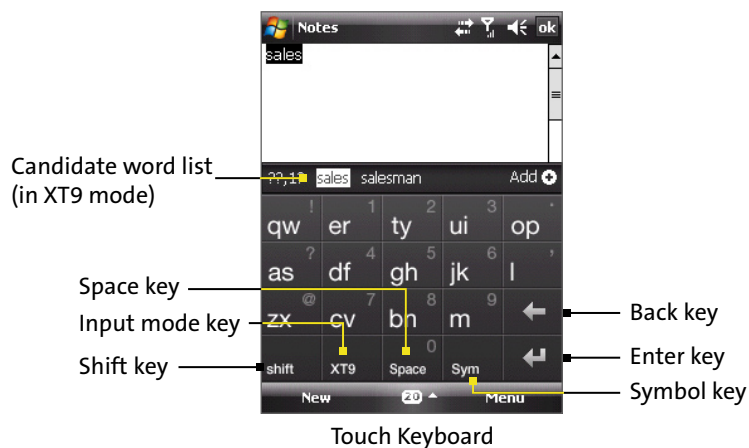 Notes ok
sales
Candidate word list
(in XT9 mode)
sales salesman Add
! 1 2 3 .
qw er ty ui op
? 4 5 6 ,
as df gh jk l
@ 7 8 9
zx cv bn m
0
shift XT9 Space Sym
New 20 Menu
Space key
Input mode key
Shift key
Back key
Enter key
Symbol key
Touch Keyboard